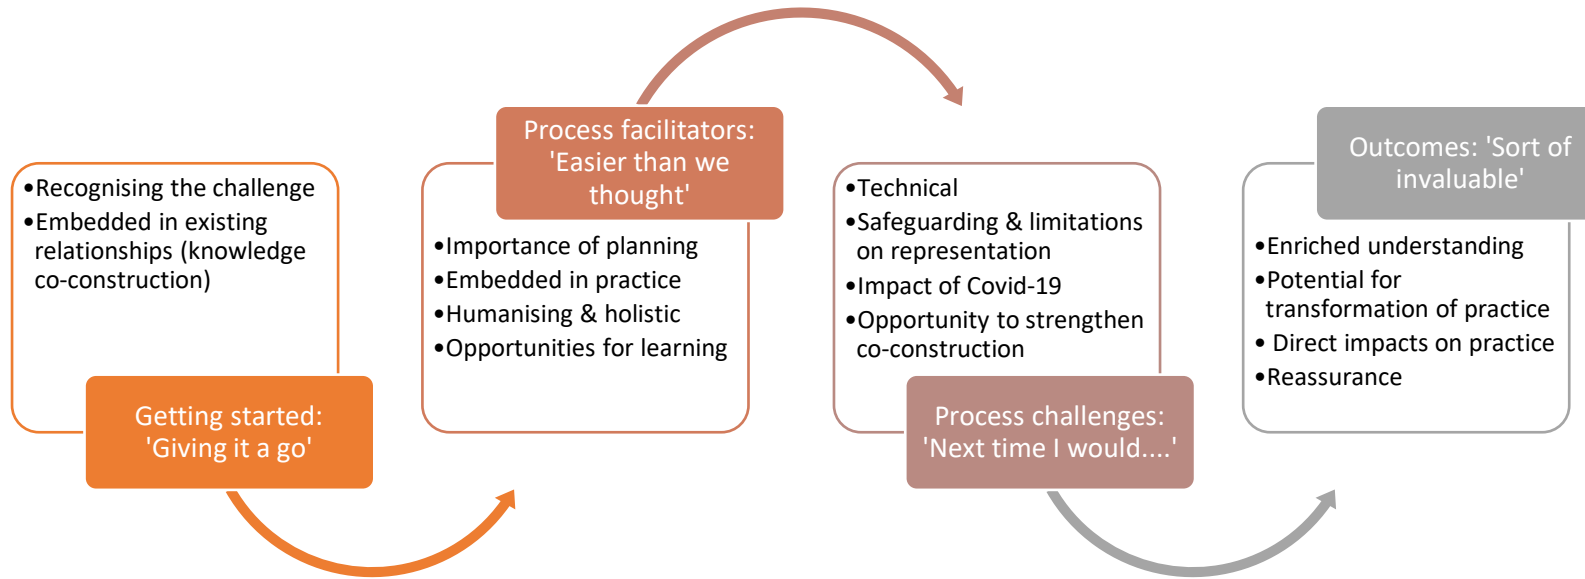 •Recognising the challenge
•Embedded in existing
relationships (knowledge
co-construction)
Getting started:
'Giving it a go'
Process facilitators:
'Easier than we
thought'
•Importance of planning
•Embedded in practice
•Humanising & holistic
•Opportunities for learning
•Technical
•Safeguarding & limitations
on representation
•Impact of Covid-19
•Opportunity to strengthen
co-construction
Process challenges:
'Next time I would....'
Outcomes: 'Sort of
invaluable'
•Enriched understanding
•Potential for
transformation of practice
• Direct impacts on practice
•Reassurance